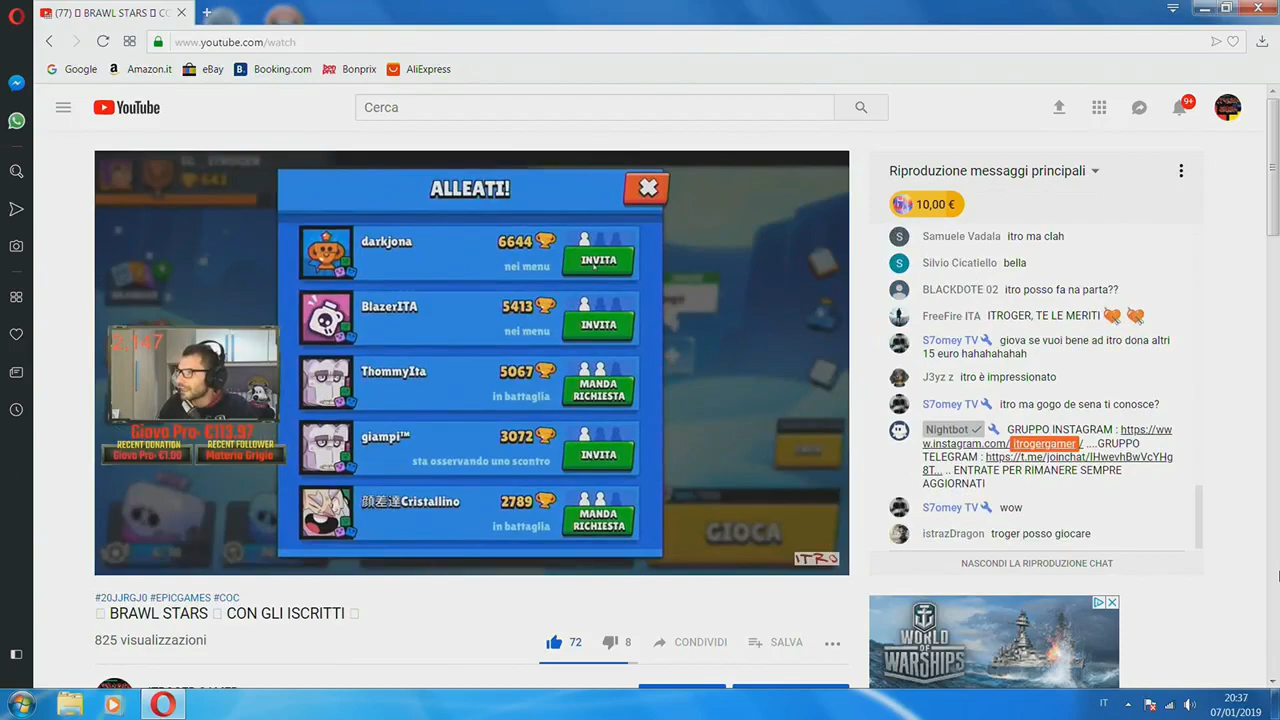 (77) BRAWL STARS CO
www.youtube.com/watch
Google
Amazon.it
eBay
Booking.com
Bonprix
AliExpress
YouTube
Cerca
9+
ALLEATI!
darkjona
6644
nei menu
INVITA
BlazerITA
5413
nei menu
INVITA
ThommyIta
5067
in battaglia
MANDA
RICHIESTA
giampi™
3072
sta osservando uno scontro
INVITA
顔差達Cristallino
2789
in battaglia
MANDA
RICHIESTA
2.147
Giova Pro- €113.97
RECENT DONATION
Giova Pro- €1.00
RECENT FOLLOWER
Materia Grigia
GIOCA
ITRO
Riproduzione messaggi principali
10,00 €
Samuele Vadala itro ma clah
Silvio Cicatiello bella
BLACKDOTE 02 itro posso fa na parta??
FreeFire ITA ITROGER, TE LE MERITI
S7omey TV giova se vuoi bene ad itro dona altri
15 euro hahahahahah
J3yz z itro è impressionato
S7omey TV itro ma gogo de sena ti conosce?
Nightbot GRUPPO INSTAGRAM : https://ww
w.instagram.com/itrogergamer/ ....GRUPPO
TELEGRAM : https://t.me/joinchat/IHwevhBwVcYHg
8T... .. ENTRATE PER RIMANERE SEMPRE
AGGIORNATI
S7omey TV wow
istrazDragon troger posso giocare
NASCONDI LA RIPRODUZIONE CHAT
#20JJRGJ0 #EPICGAMES #COC
BRAWL STARS CON GLI ISCRITTI
825 visualizzazioni
72
8
CONDIVIDI
SALVA
WORLD OF
WARSHIPS
IT
20:37
07/01/2019